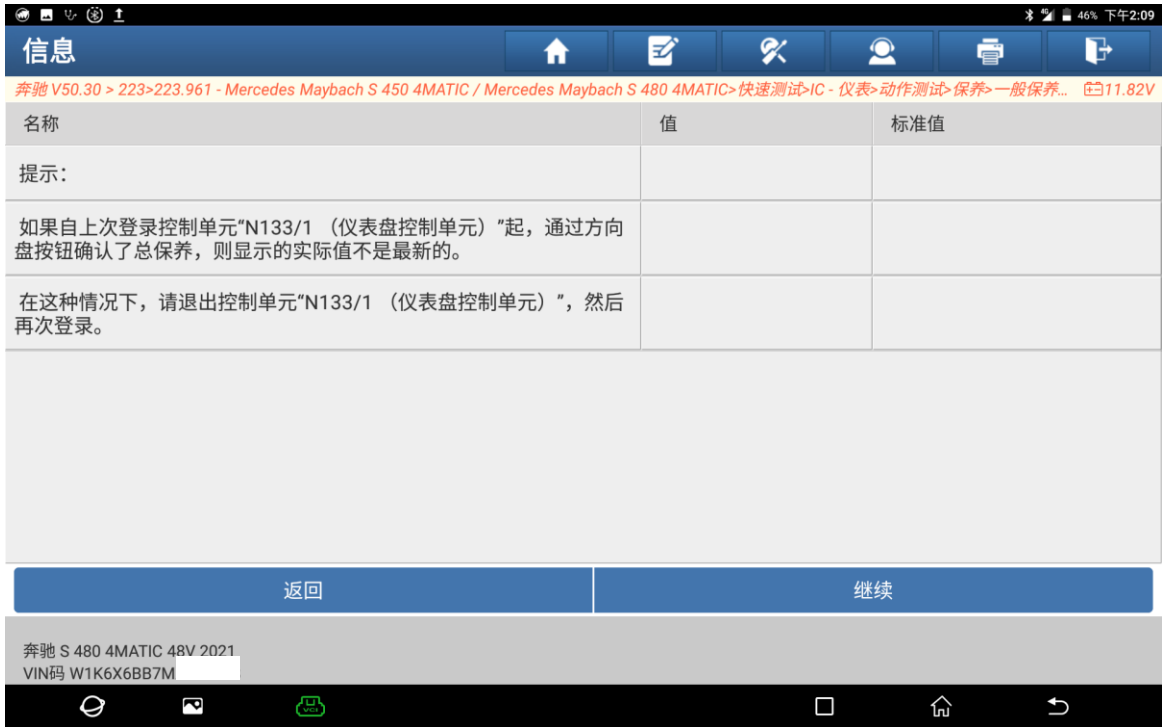 46% 下午2:09
信息
奔驰 V50.30 > 223>223.961 - Mercedes Maybach S 450 4MATIC / Mercedes Maybach S 480 4MATIC>快速测试>IC - 仪表>动作测试>保养>一般保养... 11.82V
名称 值 标准值
提示：
如果自上次登录控制单元“N133/1 （仪表盘控制单元）”起，通过方向
盘按钮确认了总保养，则显示的实际值不是最新的。
在这种情况下，请退出控制单元“N133/1 （仪表盘控制单元）”，然后
再次登录。
返回 继续
奔驰 S 480 4MATIC 48V 2021
VIN码 W1K6X6BB7M
VCI